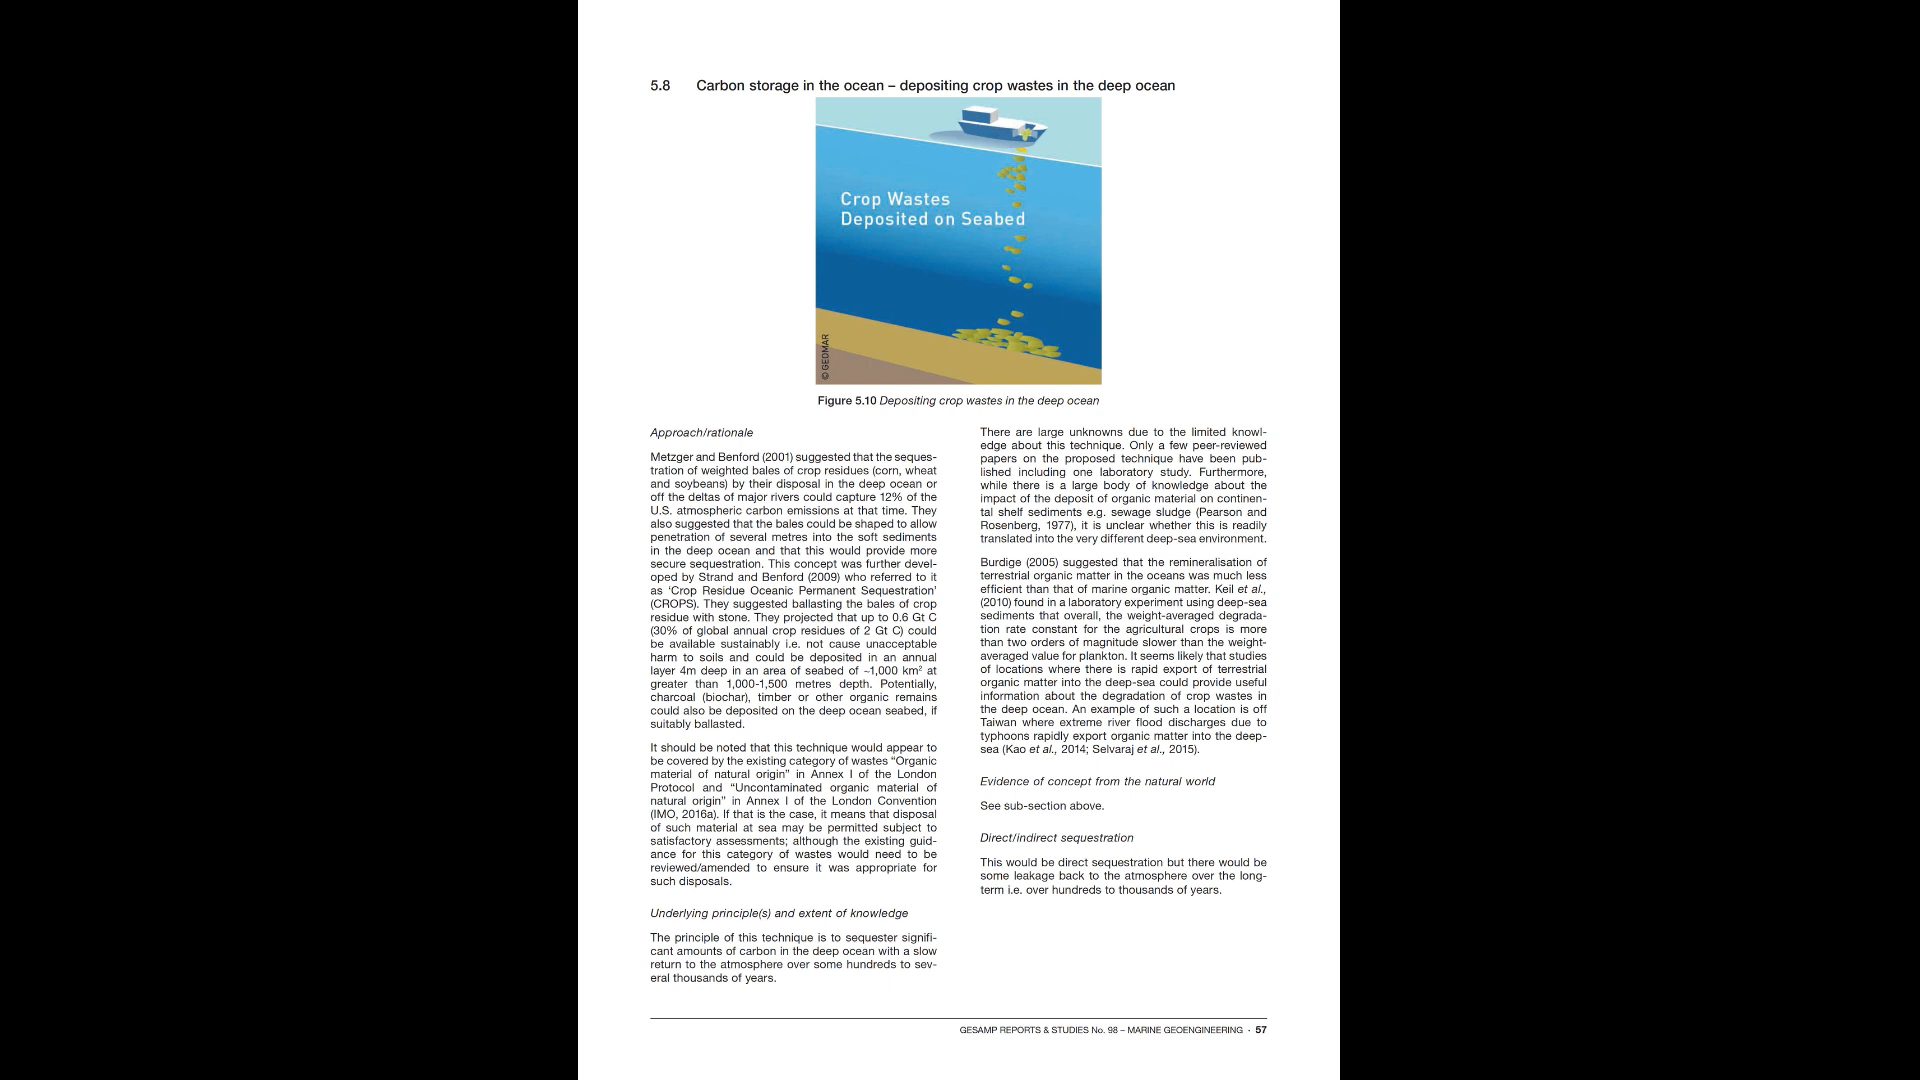 5.8 Carbon storage in the ocean – depositing crop wastes in the deep ocean
Crop Wastes
Deposited on Seabed
© GEOMAR
Figure 5.10 Depositing crop wastes in the deep ocean
Approach/rationale
Metzger and Benford (2001) suggested that the seques-
tration of weighted bales of crop residues (corn, wheat
and soybeans) by their disposal in the deep ocean or
off the deltas of major rivers could capture 12% of the
U.S. atmospheric carbon emissions at that time. They
also suggested that the bales could be shaped to allow
penetration of several metres into the soft sediments
in the deep ocean and that this would provide more
secure sequestration. This concept was further devel-
oped by Strand and Benford (2009) who referred to it
as ‘Crop Residue Oceanic Permanent Sequestration’
(CROPS). They suggested ballasting the bales of crop
residue with stone. They projected that up to 0.6 Gt C
(30% of global annual crop residues of 2 Gt C) could
be available sustainably i.e. not cause unacceptable
harm to soils and could be deposited in an annual
layer 4m deep in an area of seabed of ~1,000 km² at
greater than 1,000-1,500 metres depth. Potentially,
charcoal (biochar), timber or other organic remains
could also be deposited on the deep ocean seabed, if
suitably ballasted.
It should be noted that this technique would appear to
be covered by the existing category of wastes “Organic
material of natural origin” in Annex I of the London
Protocol and “Uncontaminated organic material of
natural origin” in Annex I of the London Convention
(IMO, 2016a). If that is the case, it means that disposal
of such material at sea may be permitted subject to
satisfactory assessments; although the existing guid-
ance for this category of wastes would need to be
reviewed/amended to ensure it was appropriate for
such disposals.
Underlying principle(s) and extent of knowledge
The principle of this technique is to sequester signifi-
cant amounts of carbon in the deep ocean with a slow
return to the atmosphere over some hundreds to sev-
eral thousands of years.
There are large unknowns due to the limited knowl-
edge about this technique. Only a few peer-reviewed
papers on the proposed technique have been pub-
lished including one laboratory study. Furthermore,
while there is a large body of knowledge about the
impact of the deposit of organic material on continen-
tal shelf sediments e.g. sewage sludge (Pearson and
Rosenberg, 1977), it is unclear whether this is readily
translated into the very different deep-sea environment.
Burdige (2005) suggested that the remineralisation of
terrestrial organic matter in the oceans was much less
efficient than that of marine organic matter. Keil et al.,
(2010) found in a laboratory experiment using deep-sea
sediments that overall, the weight-averaged degrada-
tion rate constant for the agricultural crops is more
than two orders of magnitude slower than the weight-
averaged value for plankton. It seems likely that studies
of locations where there is rapid export of terrestrial
organic matter into the deep-sea could provide useful
information about the degradation of crop wastes in
the deep ocean. An example of such a location is off
Taiwan where extreme river flood discharges due to
typhoons rapidly export organic matter into the deep-
sea (Kao et al., 2014; Selvaraj et al., 2015).
Evidence of concept from the natural world
See sub-section above.
Direct/indirect sequestration
This would be direct sequestration but there would be
some leakage back to the atmosphere over the long-
term i.e. over hundreds to thousands of years.
GESAMP REPORTS & STUDIES No. 98 – MARINE GEOENGINEERING · 57